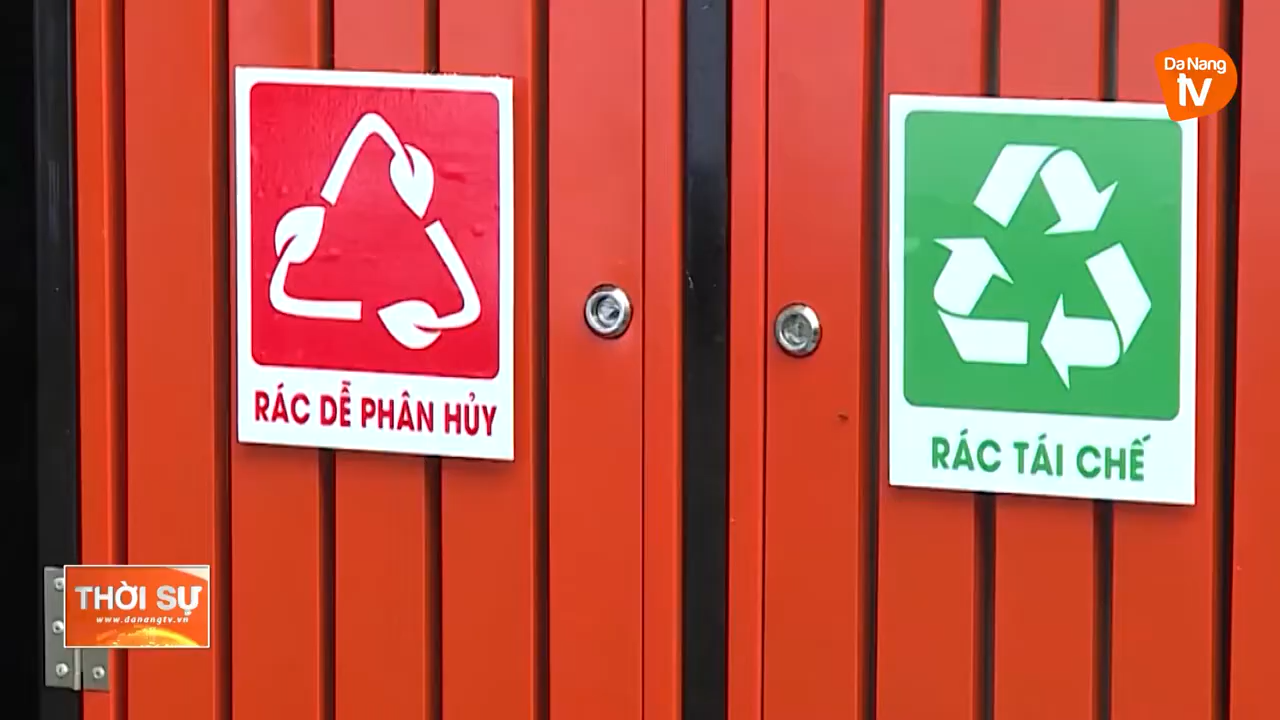 Da Nang
tv
RÁC DỄ PHÂN HỦY
RÁC TÁI CHẾ
THỜI SỰ
www.danangtv.vn